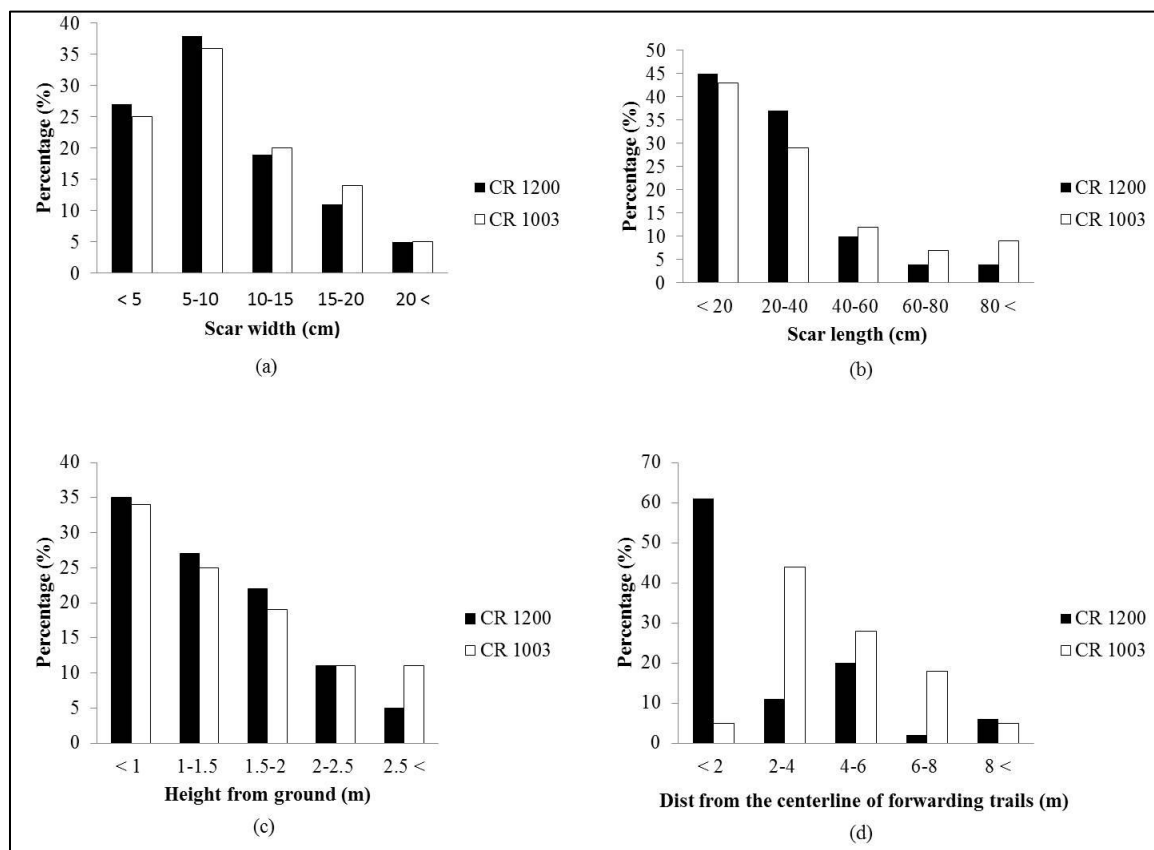 40
35
30
25
20
15
10
5
0
Percentage (%)
< 5 5-10 10-15 15-20 20 <
Scar width (cm)
CR 1200
CR 1003
(a)
50
45
40
35
30
25
20
15
10
5
0
Percentage (%)
< 20 20-40 40-60 60-80 80 <
Scar length (cm)
CR 1200
CR 1003
(b)
40
35
30
25
20
15
10
5
0
Percentage (%)
< 1 1-1.5 1.5-2 2-2.5 2.5 <
Height from ground (m)
CR 1200
CR 1003
(c)
70
60
50
40
30
20
10
0
Percentage (%)
< 2 2-4 4-6 6-8 8 <
Dist from the centerline of forwarding trails (m)
CR 1200
CR 1003
(d)